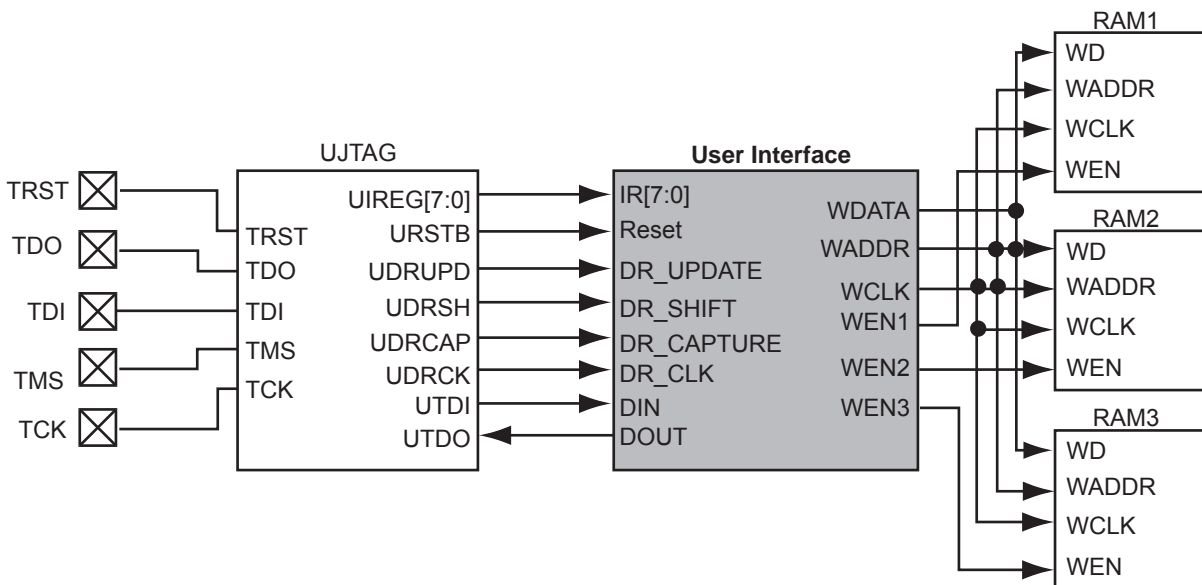 TRST
TDO
TDI
TMS
TCK
UJTAG
TRST
TDO
TDI
TMS
TCK
UIREG[7:0]
URSTB
UDRUPD
UDRSH
UDRCAP
UDRCK
UTDI
UTDO
User Interface
IR[7:0]
Reset
DR_UPDATE
DR_SHIFT
DR_CAPTURE
DR_CLK
DIN
DOUT
WDATA
WADDR
WCLK
WEN1
WEN2
WEN3
RAM1
WD
WADDR
WCLK
WEN
RAM2
WD
WADDR
WCLK
WEN
RAM3
WD
WADDR
WCLK
WEN